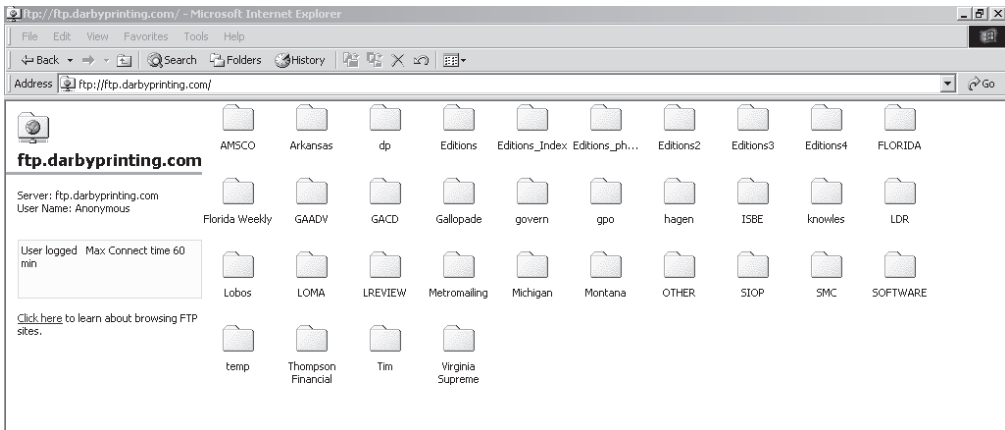 ftp://ftp.darbyprinting.com/ - Microsoft Internet Explorer
File Edit View Favorites Tools Help
Back Search Folders History
Address ftp://ftp.darbyprinting.com/ Go
ftp.darbyprinting.com
Server: ftp.darbyprinting.com
User Name: Anonymous
User logged Max Connect time 60
min
Click here to learn about browsing FTP
sites.
AMSCO Arkansas dp Editions Editions_Index Editions_ph... Editions2 Editions3 Editions4 FLORIDA
Florida Weekly GAADV GACD Gallopade govern gpo hagen ISBE knowles LDR
Lobos LOMA LREVIEW Metromailing Michigan Montana OTHER SIOP SMC SOFTWARE
temp Thompson Tim Virginia
Financial Supreme